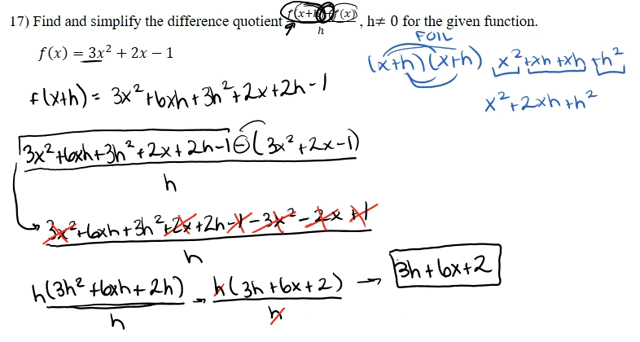 17) Find and simplify the difference quotient f(x+h)-f(x) / h , h≠ 0 for the given function.
f(x) = 3x² + 2x − 1
FOIL
(x+h)(x+h) x²+xh+xh+h²
x²+2xh+h²
f(x+h) = 3x²+6xh+3h²+2x+2h-1
3x²+6xh+3h²+2x+2h-1-(3x²+2x-1)
h
3x²+6xh+3h²+2x+2h-1-3x²-2x+1
h
h(3h²+6xh+2h) / h → h(3h+6x+2) / h → 3h+6x+2